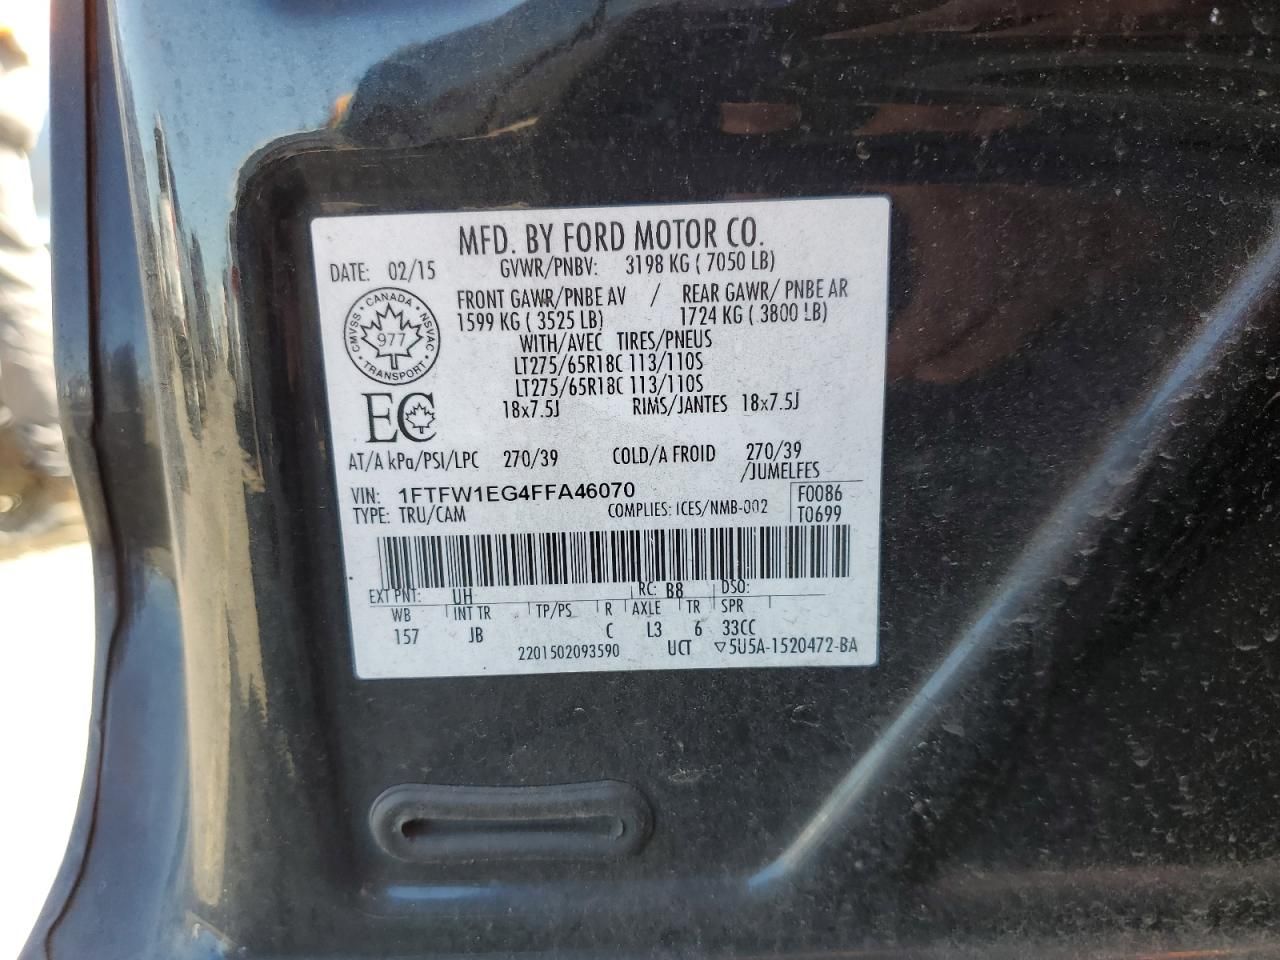 MFD. BY FORD MOTOR CO.
DATE: 02/15 GVWR/PNBV: 3198 KG ( 7050 LB)
FRONT GAWR/PNBE AV / REAR GAWR/ PNBE AR
1599 KG ( 3525 LB) 1724 KG ( 3800 LB)
WITH/AVEC TIRES/PNEUS
LT275/65R18C 113/110S
LT275/65R18C 113/110S
18x7.5J RIMS/JANTES 18x7.5J
CANADA
CMVSS NSVAC
977
TRANSPORT
EC
AT/A kPa/PSI/LPC 270/39 COLD/A FROID 270/39
/JUMELFES
VIN: 1FTFW1EG4FFA46070 F0086
TYPE: TRU/CAM COMPLIES: ICES/NMB-002 T0699
EXT PNT: UH RC: B8 DSO:
WB INT TR TP/PS R AXLE TR SPR
157 JB C L3 6 33CC
2201502093590 UCT ▽5U5A-1520472-BA